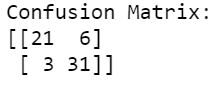 Confusion Matrix:
[[21  6]
 [ 3 31]]